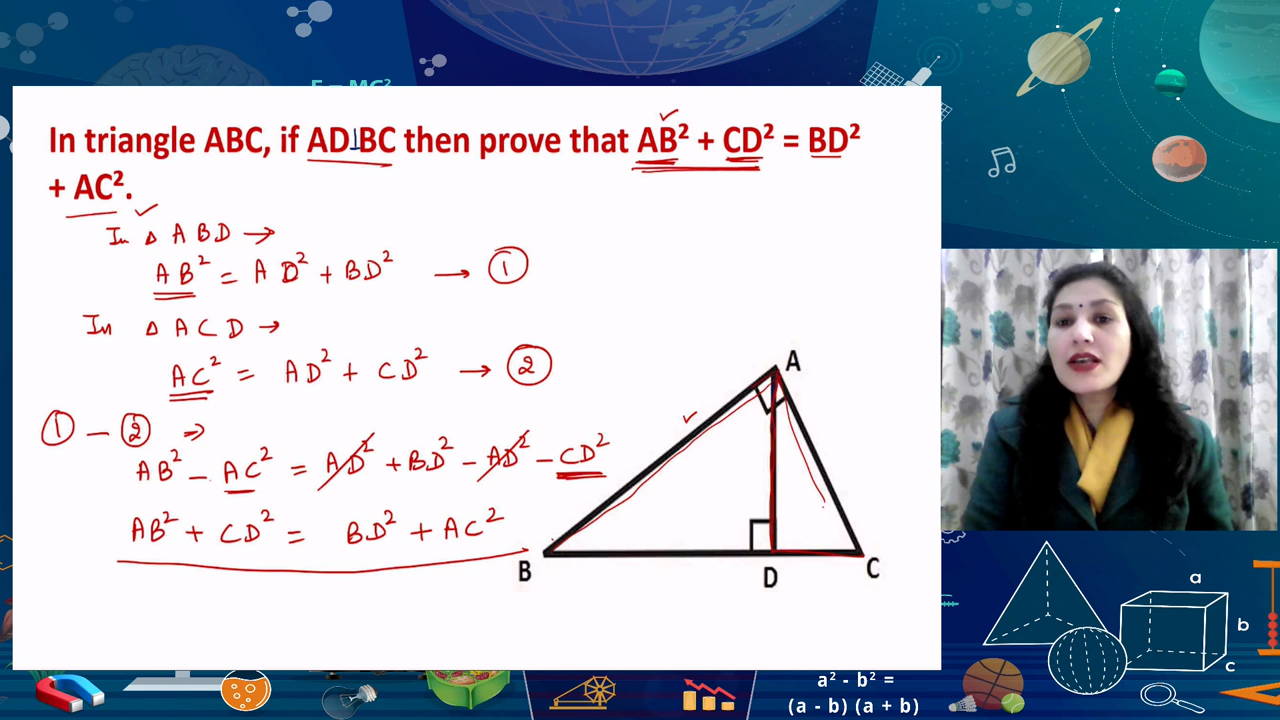 E = MC²
In triangle ABC, if AD⊥BC then prove that AB² + CD² = BD²
+ AC².
In △ ABD →
AB² = AD² + BD² → ①
In △ ACD →
AC² = AD² + CD² → ②
① - ② ⇒
AB² - AC² = AD² + BD² - AD² - CD²
AB² + CD² = BD² + AC²
A
B
D
C
a
b
c
a² - b² =
(a - b) (a + b)